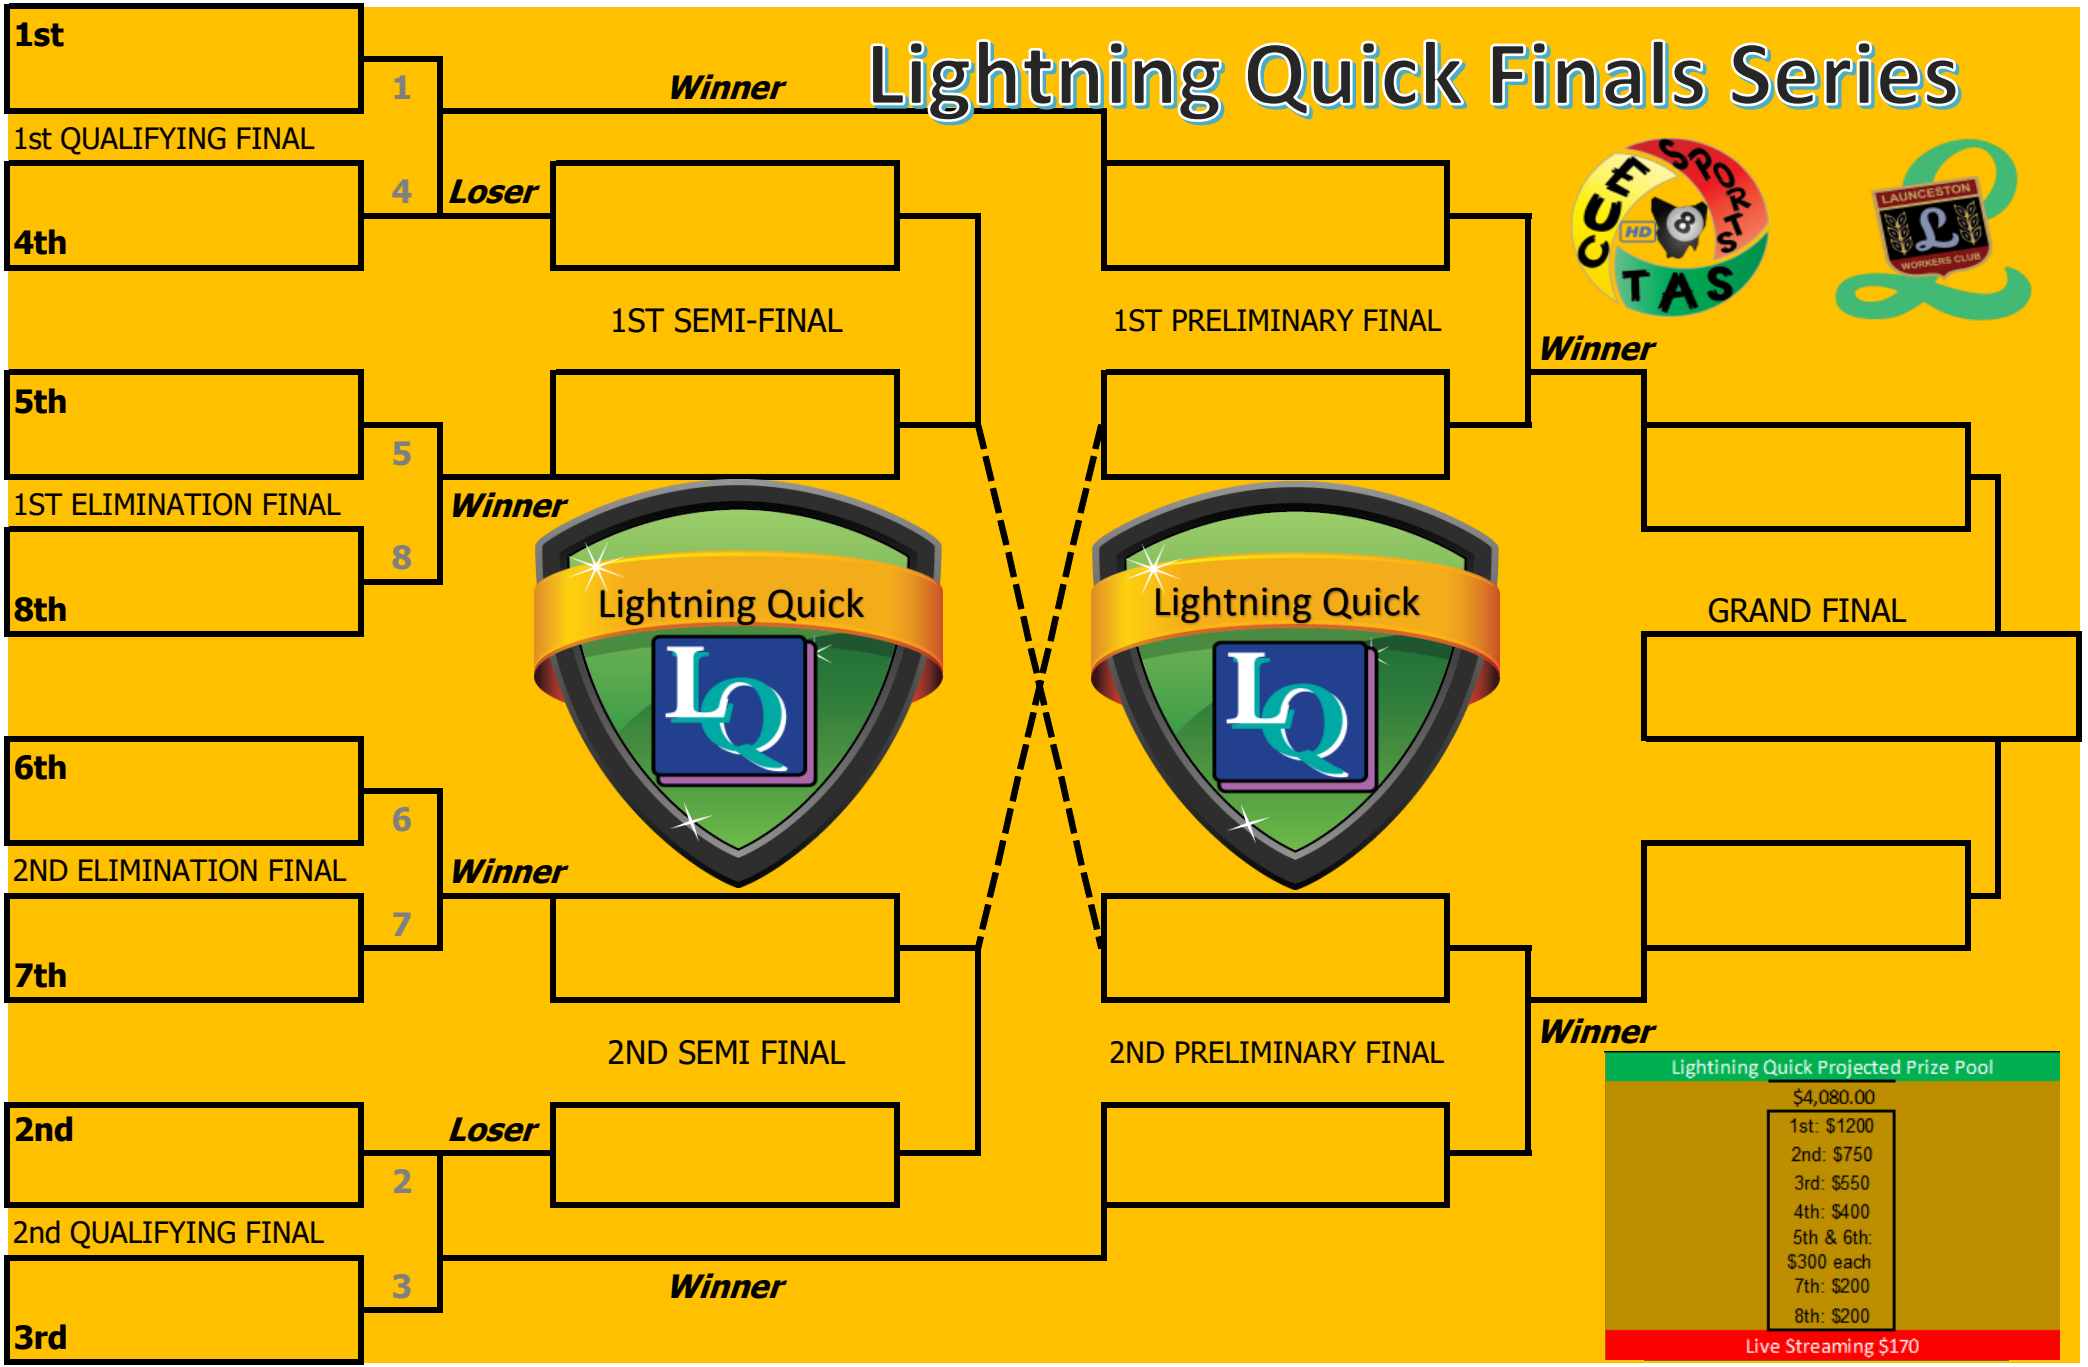 Lightning Quick Finals Series
1st
1
Winner
1st QUALIFYING FINAL
4
Loser
4th
CUE SPORTS TAS
HD
8
LAUNCESTON
L
WORKERS CLUB
1ST SEMI-FINAL
1ST PRELIMINARY FINAL
Winner
5th
5
1ST ELIMINATION FINAL
Winner
8
8th
Lightning Quick
LQ
Lightning Quick
LQ
GRAND FINAL
6th
6
2ND ELIMINATION FINAL
Winner
7
7th
2ND SEMI FINAL
2ND PRELIMINARY FINAL
Winner
2nd
Loser
2
2nd QUALIFYING FINAL
3
Winner
3rd
Lightining Quick Projected Prize Pool
$4,080.00
1st: $1200
2nd: $750
3rd: $550
4th: $400
5th & 6th:
$300 each
7th: $200
8th: $200
Live Streaming $170